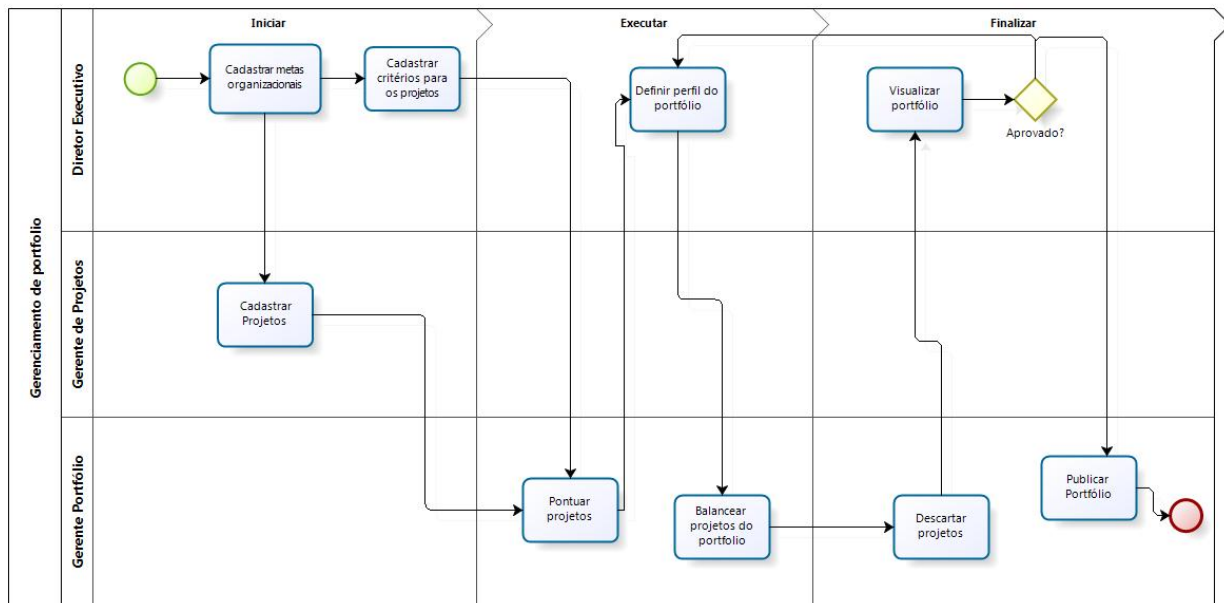 Gerenciamento de portfolio
Iniciar
Executar
Finalizar
Diretor Executivo
Cadastrar metas
organizacionais
Cadastrar
critérios para
os projetos
Definir perfil do
portfólio
Visualizar
portfólio
Aprovado?
Gerente de Projetos
Cadastrar
Projetos
Gerente Portfólio
Pontuar
projetos
Balancear
projetos do
portfolio
Descartar
projetos
Publicar
Portfólio